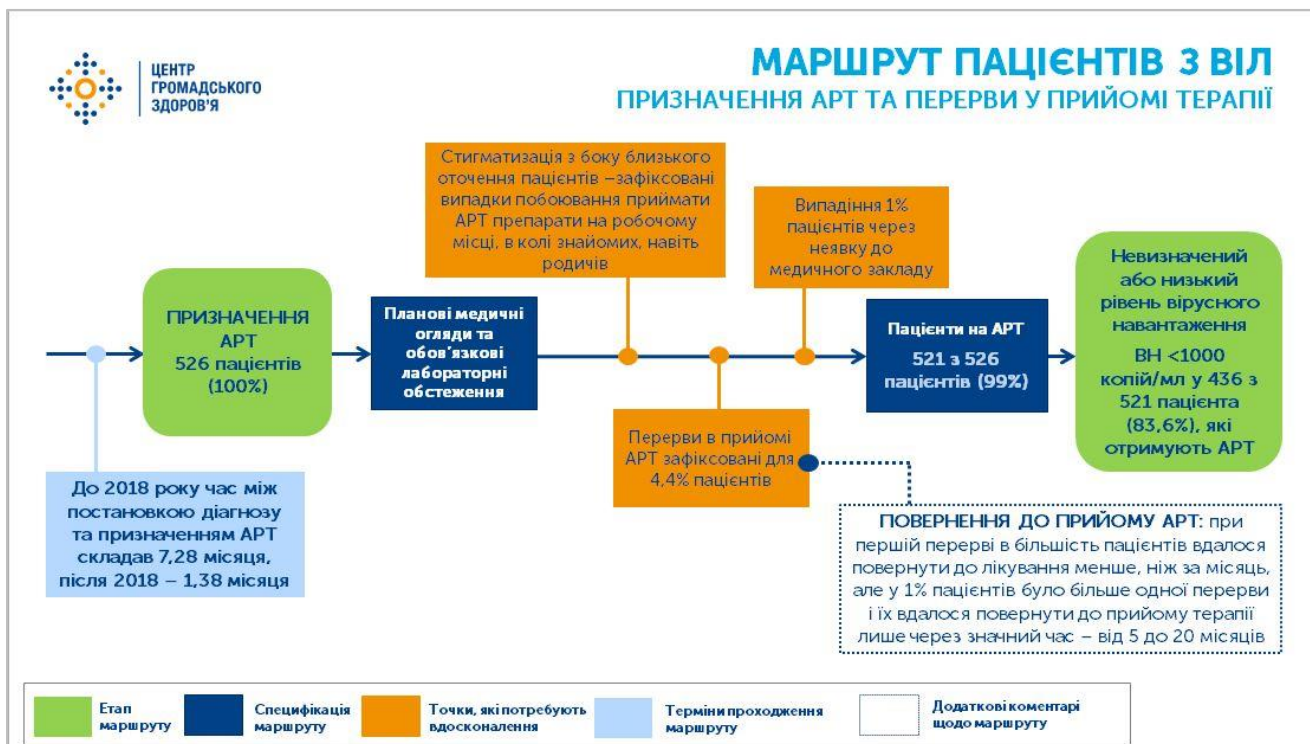 ЦЕНТР
ГРОМАДСЬКОГО
ЗДОРОВ'Я
МАРШРУТ ПАЦІЄНТІВ З ВІЛ
ПРИЗНАЧЕННЯ АРТ ТА ПЕРЕРВИ У ПРИЙОМІ ТЕРАПІЇ
Стигматизація з боку близького
оточення пацієнтів –зафіксовані
випадки побоювання приймати
АРТ препарати на робочому
місці, в колі знайомих, навіть
родичів
Випадіння 1%
пацієнтів через
неявку до
медичного закладу
ПРИЗНАЧЕННЯ
АРТ
526 пацієнтів
(100%)
Планові медичні
огляди та
обов'язкові
лабораторні
обстеження
Пацієнти на АРТ
521 з 526
пацієнтів (99%)
Невизначений
або низький
рівень вірусного
навантаження
ВН <1000
копій/мл у 436 з
521 пацієнта
(83,6%), які
отримують АРТ
До 2018 року час між
постановкою діагнозу
та призначенням АРТ
складав 7,28 місяця,
після 2018 – 1,38 місяця
Перерви в прийомі
АРТ зафіксовані для
4,4% пацієнтів
ПОВЕРНЕННЯ ДО ПРИЙОМУ АРТ: при
першій перерві в більшість пацієнтів вдалося
повернути до лікування менше, ніж за місяць,
але у 1% пацієнтів було більше одної перерви
і їх вдалося повернути до прийому терапії
лише через значний час – від 5 до 20 місяців
Етап
маршруту
Специфікація
маршруту
Точки, які потребують
вдосконалення
Терміни проходження
маршруту
Додаткові коментарі
щодо маршруту